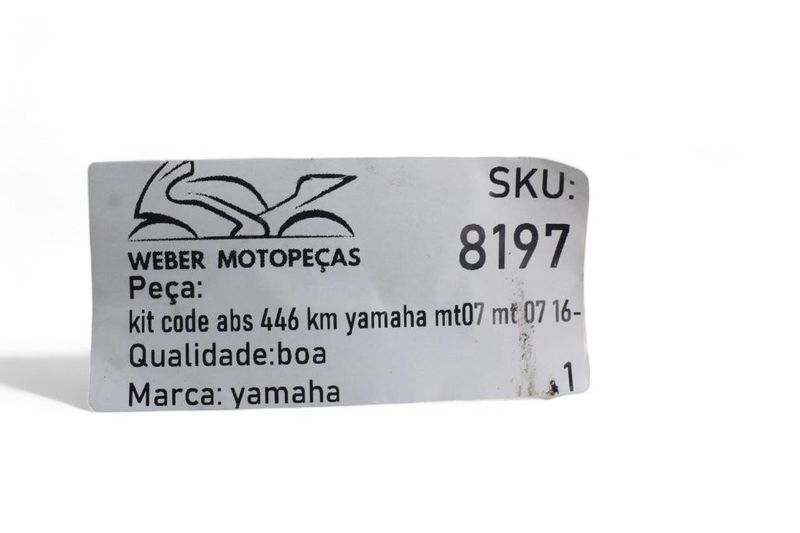 SKU:
8197
WEBER MOTOPEÇAS
Peça:
kit code abs 446 km yamaha mt07 mt 07 16-
Qualidade:boa
Marca: yamaha
1